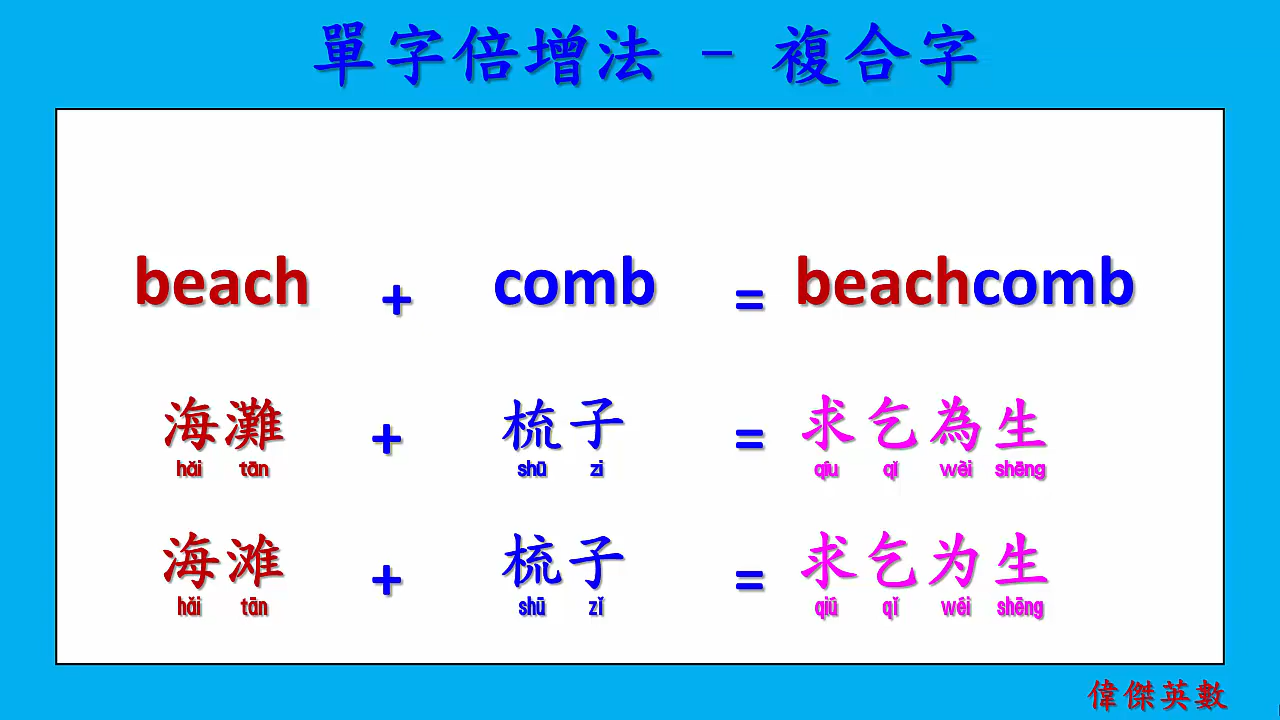 單字倍增法 - 複合字
beach + comb = beachcomb
海灘 + 梳子 = 求乞為生
hǎi tān shū zi qíu qǐ wèi shēng
海滩 + 梳子 = 求乞为生
hǎi tān shū zǐ qiú qǐ wéi shēng
偉傑英數